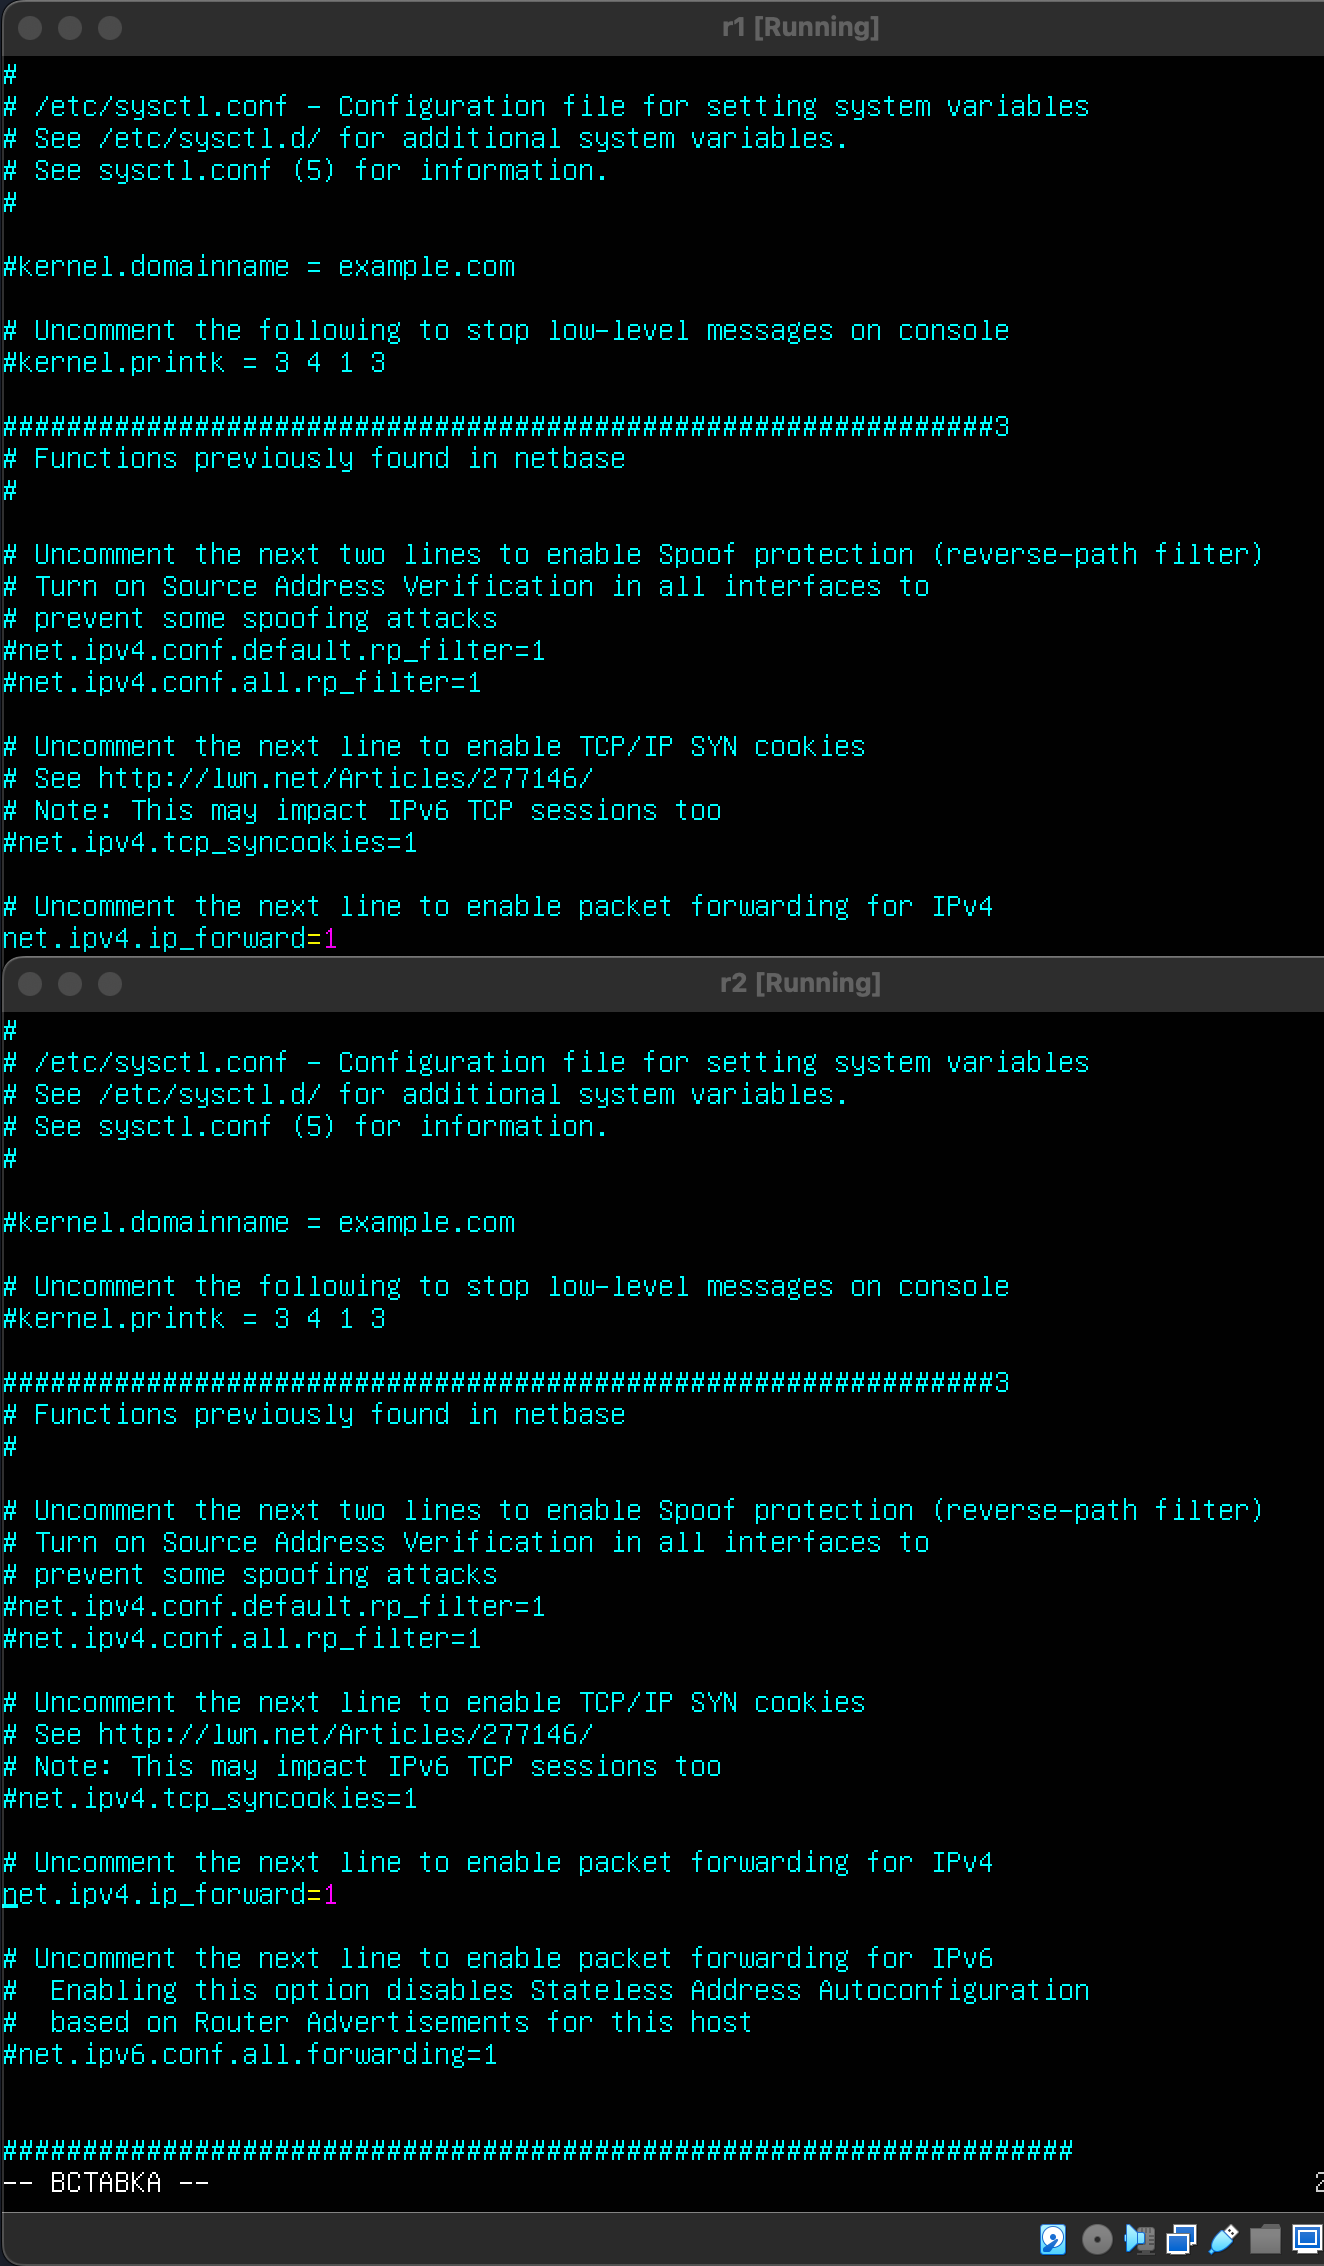 r1 [Running]
#
# /etc/sysctl.conf - Configuration file for setting system variables
# See /etc/sysctl.d/ for additional system variables.
# See sysctl.conf (5) for information.
#
#kernel.domainname = example.com
# Uncomment the following to stop low-level messages on console
#kernel.printk = 3 4 1 3
##############################################################3
# Functions previously found in netbase
#
# Uncomment the next two lines to enable Spoof protection (reverse-path filter)
# Turn on Source Address Verification in all interfaces to
# prevent some spoofing attacks
#net.ipv4.conf.default.rp_filter=1
#net.ipv4.conf.all.rp_filter=1
# Uncomment the next line to enable TCP/IP SYN cookies
# See http://lwn.net/Articles/277146/
# Note: This may impact IPv6 TCP sessions too
#net.ipv4.tcp_syncookies=1
# Uncomment the next line to enable packet forwarding for IPv4
net.ipv4.ip_forward=1
r2 [Running]
#
# /etc/sysctl.conf - Configuration file for setting system variables
# See /etc/sysctl.d/ for additional system variables.
# See sysctl.conf (5) for information.
#
#kernel.domainname = example.com
# Uncomment the following to stop low-level messages on console
#kernel.printk = 3 4 1 3
##############################################################3
# Functions previously found in netbase
#
# Uncomment the next two lines to enable Spoof protection (reverse-path filter)
# Turn on Source Address Verification in all interfaces to
# prevent some spoofing attacks
#net.ipv4.conf.default.rp_filter=1
#net.ipv4.conf.all.rp_filter=1
# Uncomment the next line to enable TCP/IP SYN cookies
# See http://lwn.net/Articles/277146/
# Note: This may impact IPv6 TCP sessions too
#net.ipv4.tcp_syncookies=1
# Uncomment the next line to enable packet forwarding for IPv4
net.ipv4.ip_forward=1
# Uncomment the next line to enable packet forwarding for IPv6
#  Enabling this option disables Stateless Address Autoconfiguration
#  based on Router Advertisements for this host
#net.ipv6.conf.all.forwarding=1
###################################################################
-- ВСТАВКА --